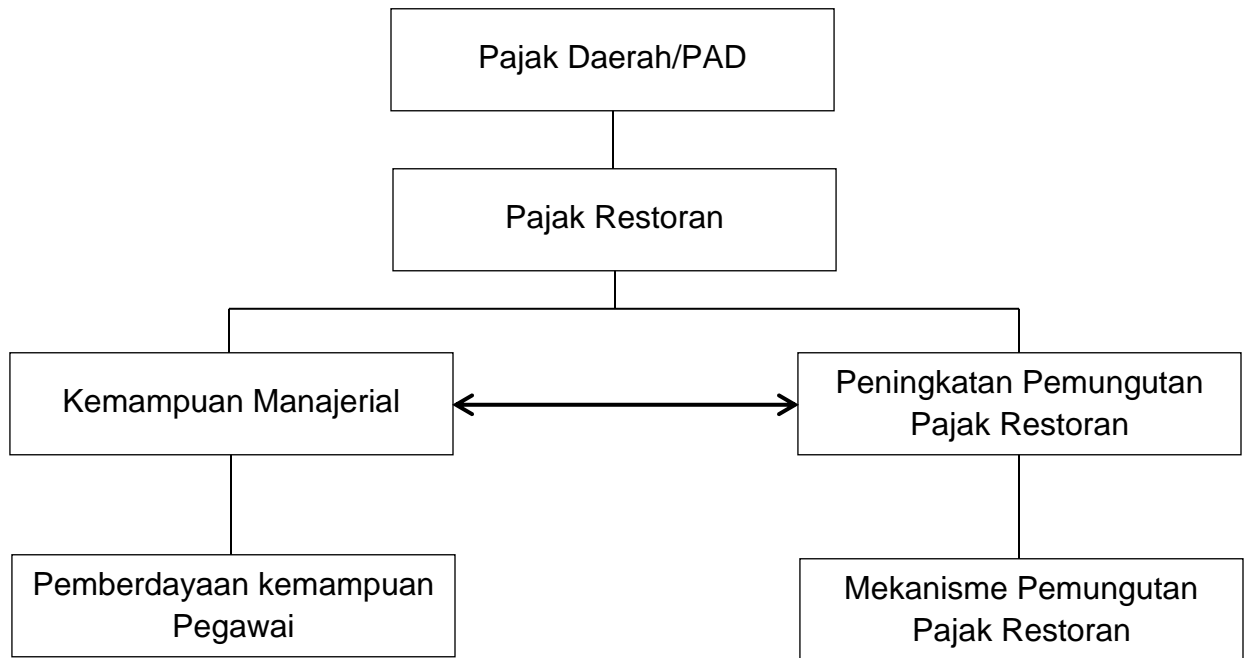 Pajak Daerah/PAD
Pajak Restoran
Kemampuan Manajerial
Peningkatan Pemungutan
Pajak Restoran
Pemberdayaan kemampuan
Pegawai
Mekanisme Pemungutan
Pajak Restoran